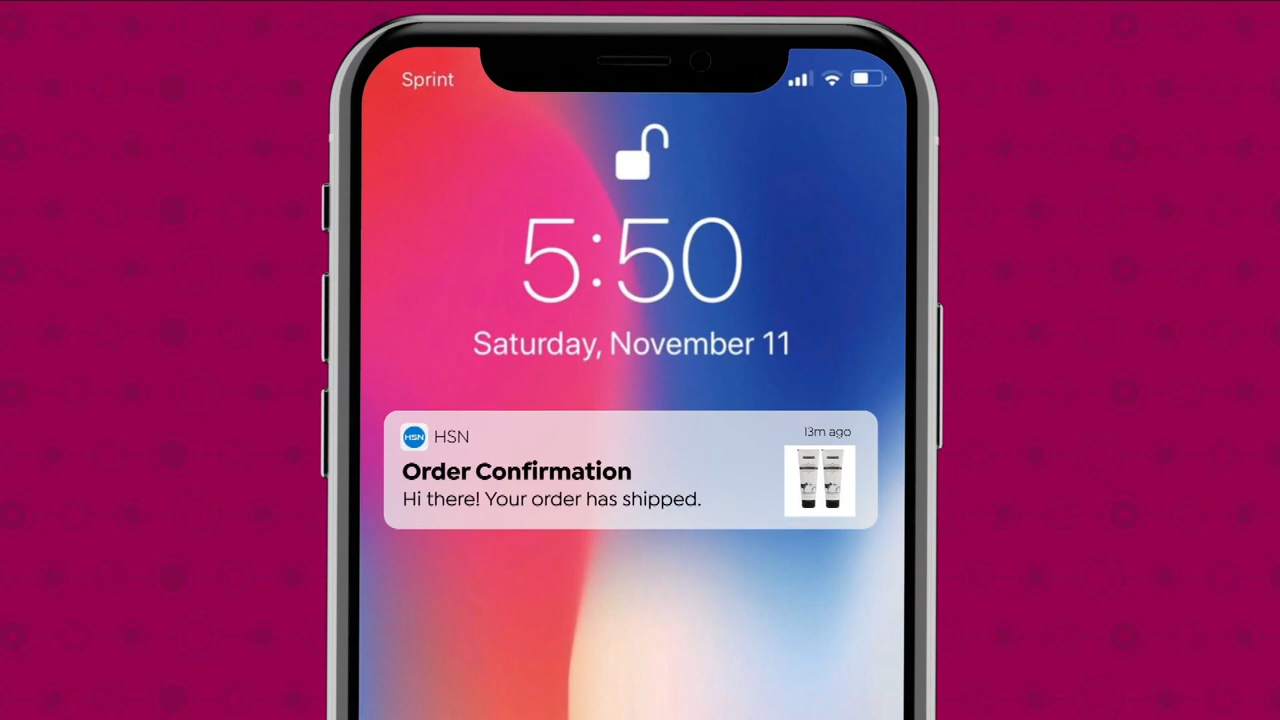 Sprint
5:50
Saturday, November 11
HSN HSN
13m ago
Order Confirmation
Hi there! Your order has shipped.